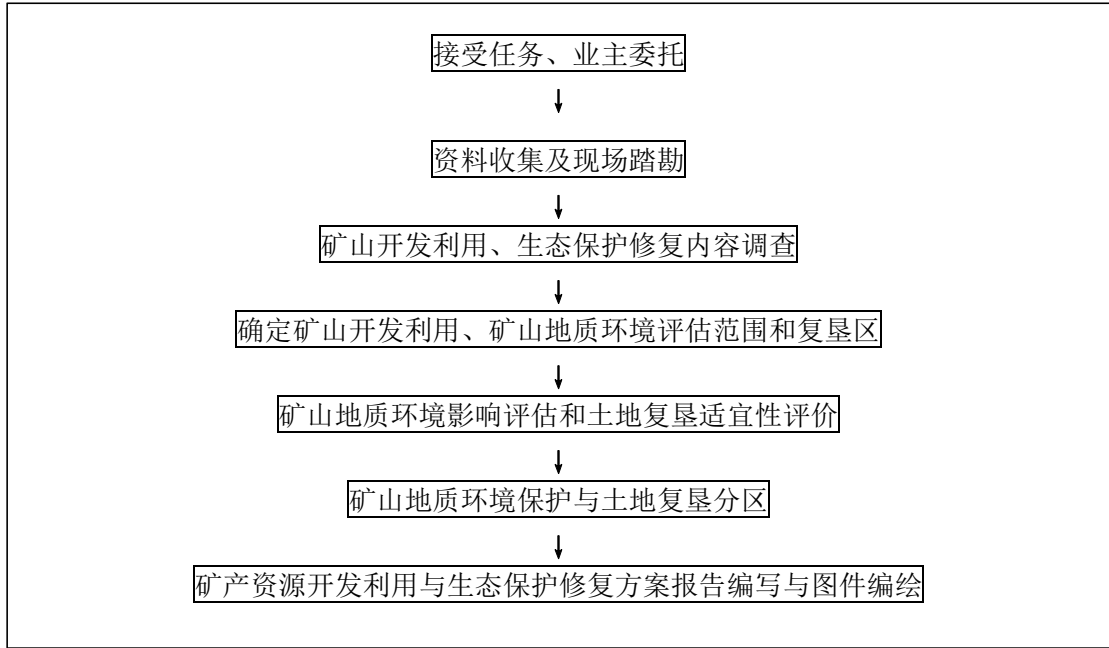 接受任务、业主委托
资料收集及现场踏勘
矿山开发利用、生态保护修复内容调查
确定矿山开发利用、矿山地质环境评估范围和复垦区
矿山地质环境影响评估和土地复垦适宜性评价
矿山地质环境保护与土地复垦分区
矿产资源开发利用与生态保护修复方案报告编写与图件编绘